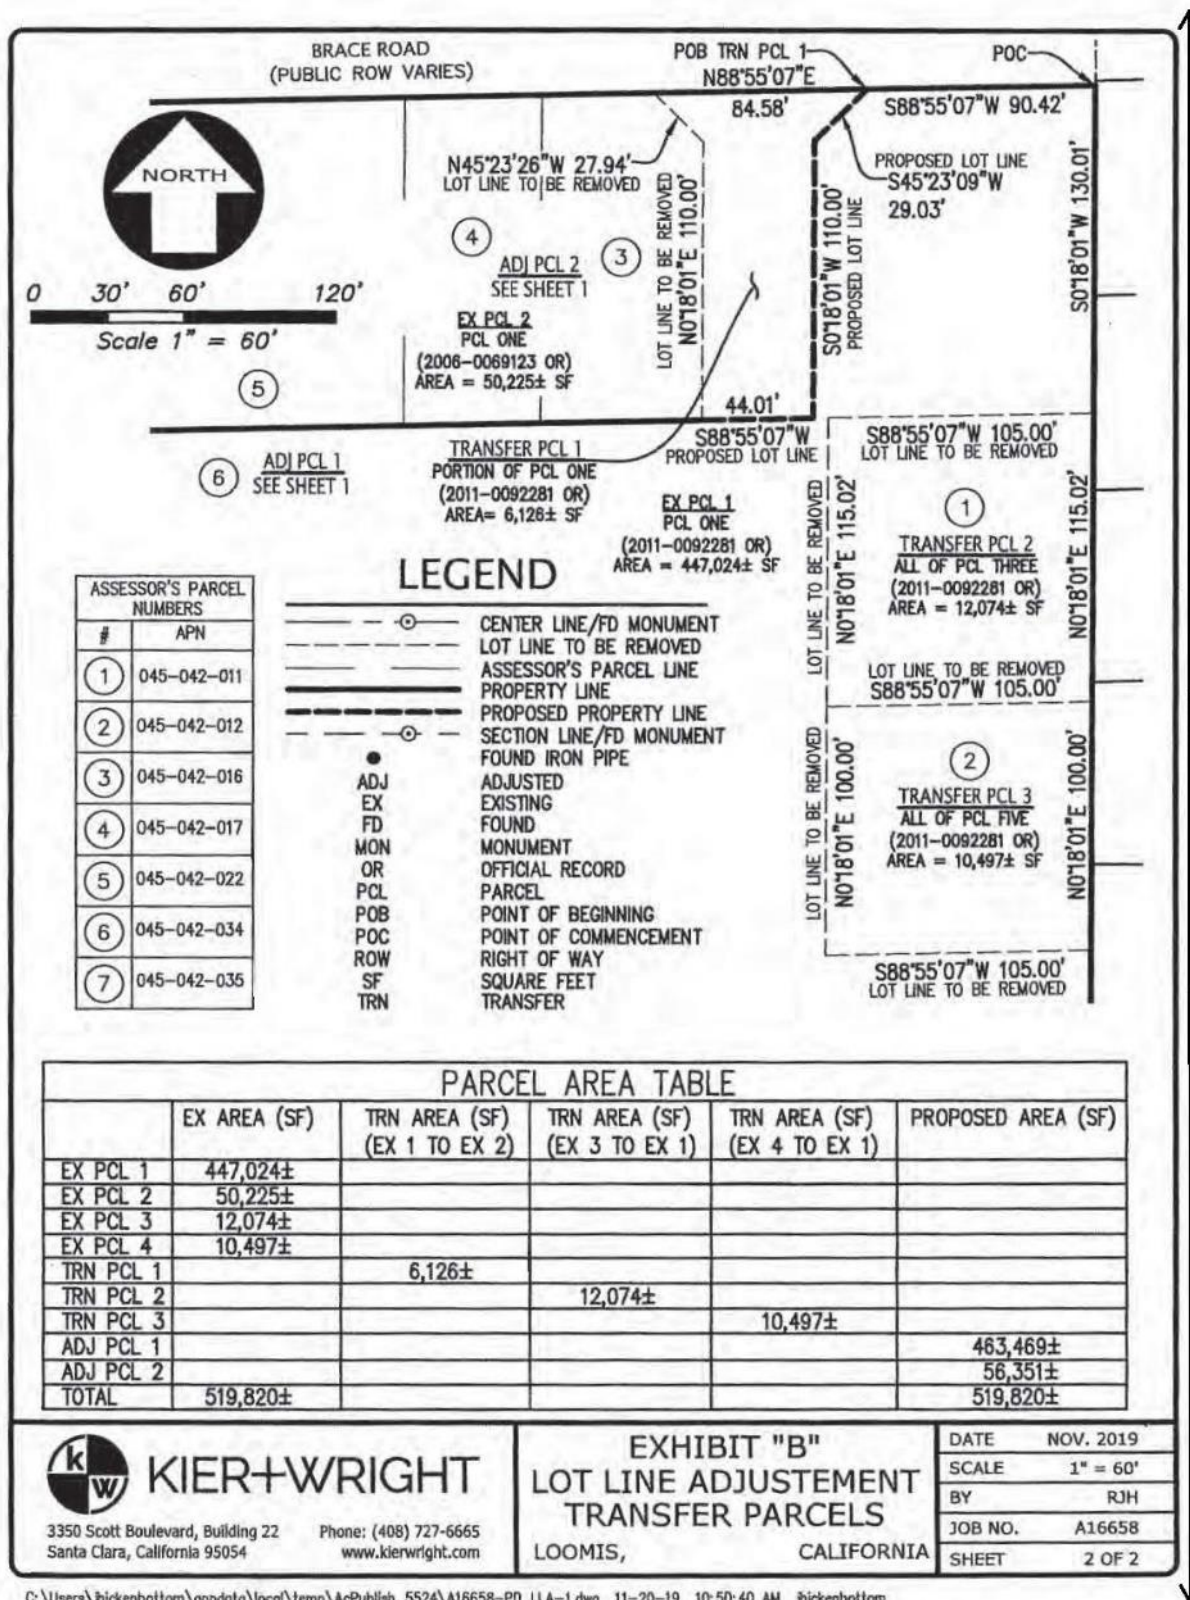 BRACE ROAD
(PUBLIC ROW VARIES)
POB TRN PCL 1
N88°55'07"E
84.58'
POC
S88°55'07"W 90.42'
NORTH
N45°23'26"W 27.94'
LOT LINE TO BE REMOVED
PROPOSED LOT LINE
S45°23'09"W
29.03'
S0°18'01"W 130.01'
LOT LINE TO BE REMOVED
N0°18'01"E 110.00'
S0°18'01"W 110.00'
PROPOSED LOT LINE
4
3
ADJ PCL 2
SEE SHEET 1
EX PCL 2
PCL ONE
(2006-0069123 OR)
AREA = 50,225± SF
0 30' 60' 120'
Scale 1" = 60'
5
44.01'
S88°55'07"W
PROPOSED LOT LINE
6
ADJ PCL 1
SEE SHEET 1
TRANSFER PCL 1
PORTION OF PCL ONE
(2011-0092281 OR)
AREA= 6,126± SF
EX PCL 1
PCL ONE
(2011-0092281 OR)
AREA = 447,024± SF
S88°55'07"W 105.00'
LOT LINE TO BE REMOVED
LOT LINE TO BE REMOVED
N0°18'01"E 115.02'
1
TRANSFER PCL 2
ALL OF PCL THREE
(2011-0092281 OR)
AREA = 12,074± SF
N0°18'01"E 115.02'
LOT LINE TO BE REMOVED
S88°55'07"W 105.00'
LOT LINE TO BE REMOVED
N0°18'01"E 100.00'
2
TRANSFER PCL 3
ALL OF PCL FIVE
(2011-0092281 OR)
AREA = 10,497± SF
N0°18'01"E 100.00'
S88°55'07"W 105.00'
LOT LINE TO BE REMOVED
ASSESSOR'S PARCEL
NUMBERS
# APN
1 045-042-011
2 045-042-012
3 045-042-016
4 045-042-017
5 045-042-022
6 045-042-034
7 045-042-035
LEGEND
CENTER LINE/FD MONUMENT
LOT LINE TO BE REMOVED
ASSESSOR'S PARCEL LINE
PROPERTY LINE
PROPOSED PROPERTY LINE
SECTION LINE/FD MONUMENT
FOUND IRON PIPE
ADJ ADJUSTED
EX EXISTING
FD FOUND
MON MONUMENT
OR OFFICIAL RECORD
PCL PARCEL
POB POINT OF BEGINNING
POC POINT OF COMMENCEMENT
ROW RIGHT OF WAY
SF SQUARE FEET
TRN TRANSFER
PARCEL AREA TABLE
EX AREA (SF) TRN AREA (SF) TRN AREA (SF) TRN AREA (SF) PROPOSED AREA (SF)
(EX 1 TO EX 2) (EX 3 TO EX 1) (EX 4 TO EX 1)
EX PCL 1 447,024±
EX PCL 2 50,225±
EX PCL 3 12,074±
EX PCL 4 10,497±
TRN PCL 1 6,126±
TRN PCL 2 12,074±
TRN PCL 3 10,497±
ADJ PCL 1 463,469±
ADJ PCL 2 56,351±
TOTAL 519,820± 519,820±
kw
KIER+WRIGHT
3350 Scott Boulevard, Building 22 Phone: (408) 727-6665
Santa Clara, California 95054 www.kierwright.com
EXHIBIT "B"
LOT LINE ADJUSTEMENT
TRANSFER PARCELS
LOOMIS, CALIFORNIA
DATE NOV. 2019
SCALE 1" = 60'
BY RJH
JOB NO. A16658
SHEET 2 OF 2
11-20-19 10:50:40 AM